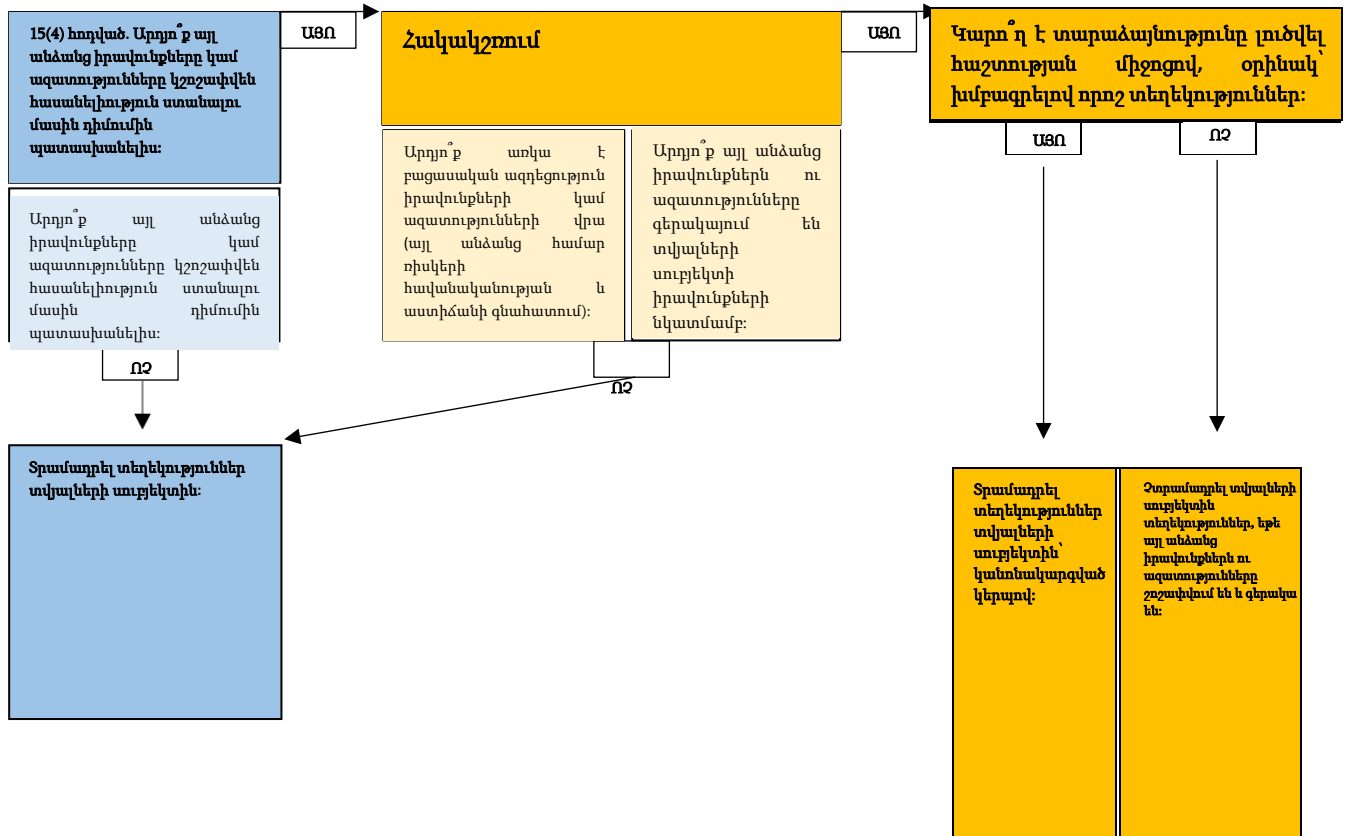 15(4) հոդված. Արդյո՞ք այլ
անձանց իրավունքները կամ
ազատությունները կշոշափվեն
հասանելիություն ստանալու
մասին դիմումին
պատասխանելիս:
ԱՅՈ
Հակակշռում
ԱՅՈ
Կարո՞ղ է տարաձայնությունը լուծվել
հաշտության միջոցով, օրինակ՝
խմբագրելով որոշ տեղեկություններ:
Արդյո՞ք այլ անձանց
իրավունքները կամ
ազատությունները կշոշափվեն
հասանելիություն ստանալու
մասին դիմումին
պատասխանելիս:
Արդյո՞ք առկա է
բացասական ազդեցություն
իրավունքների կամ
ազատությունների վրա
(այլ անձանց համար
ռիսկերի
հավանականության և
աստիճանի գնահատում):
Արդյո՞ք այլ անձանց
իրավունքներն ու
ազատությունները
գերակայում են
տվյալների
սուբյեկտի
իրավունքների
նկատմամբ:
ԱՅՈ
ՈՉ
ՈՉ
ՈՉ
Տրամադրել տեղեկություններ
տվյալների սուբյեկտին:
Տրամադրել
տեղեկություններ
տվյալների
սուբյեկտին՝
կանոնակարգված
կերպով:
Չտրամադրել տվյալների
սուբյեկտին
տեղեկություններ, եթե
այլ անձանց
իրավունքներն ու
ազատությունները
շոշափվում են և գերակա
են: